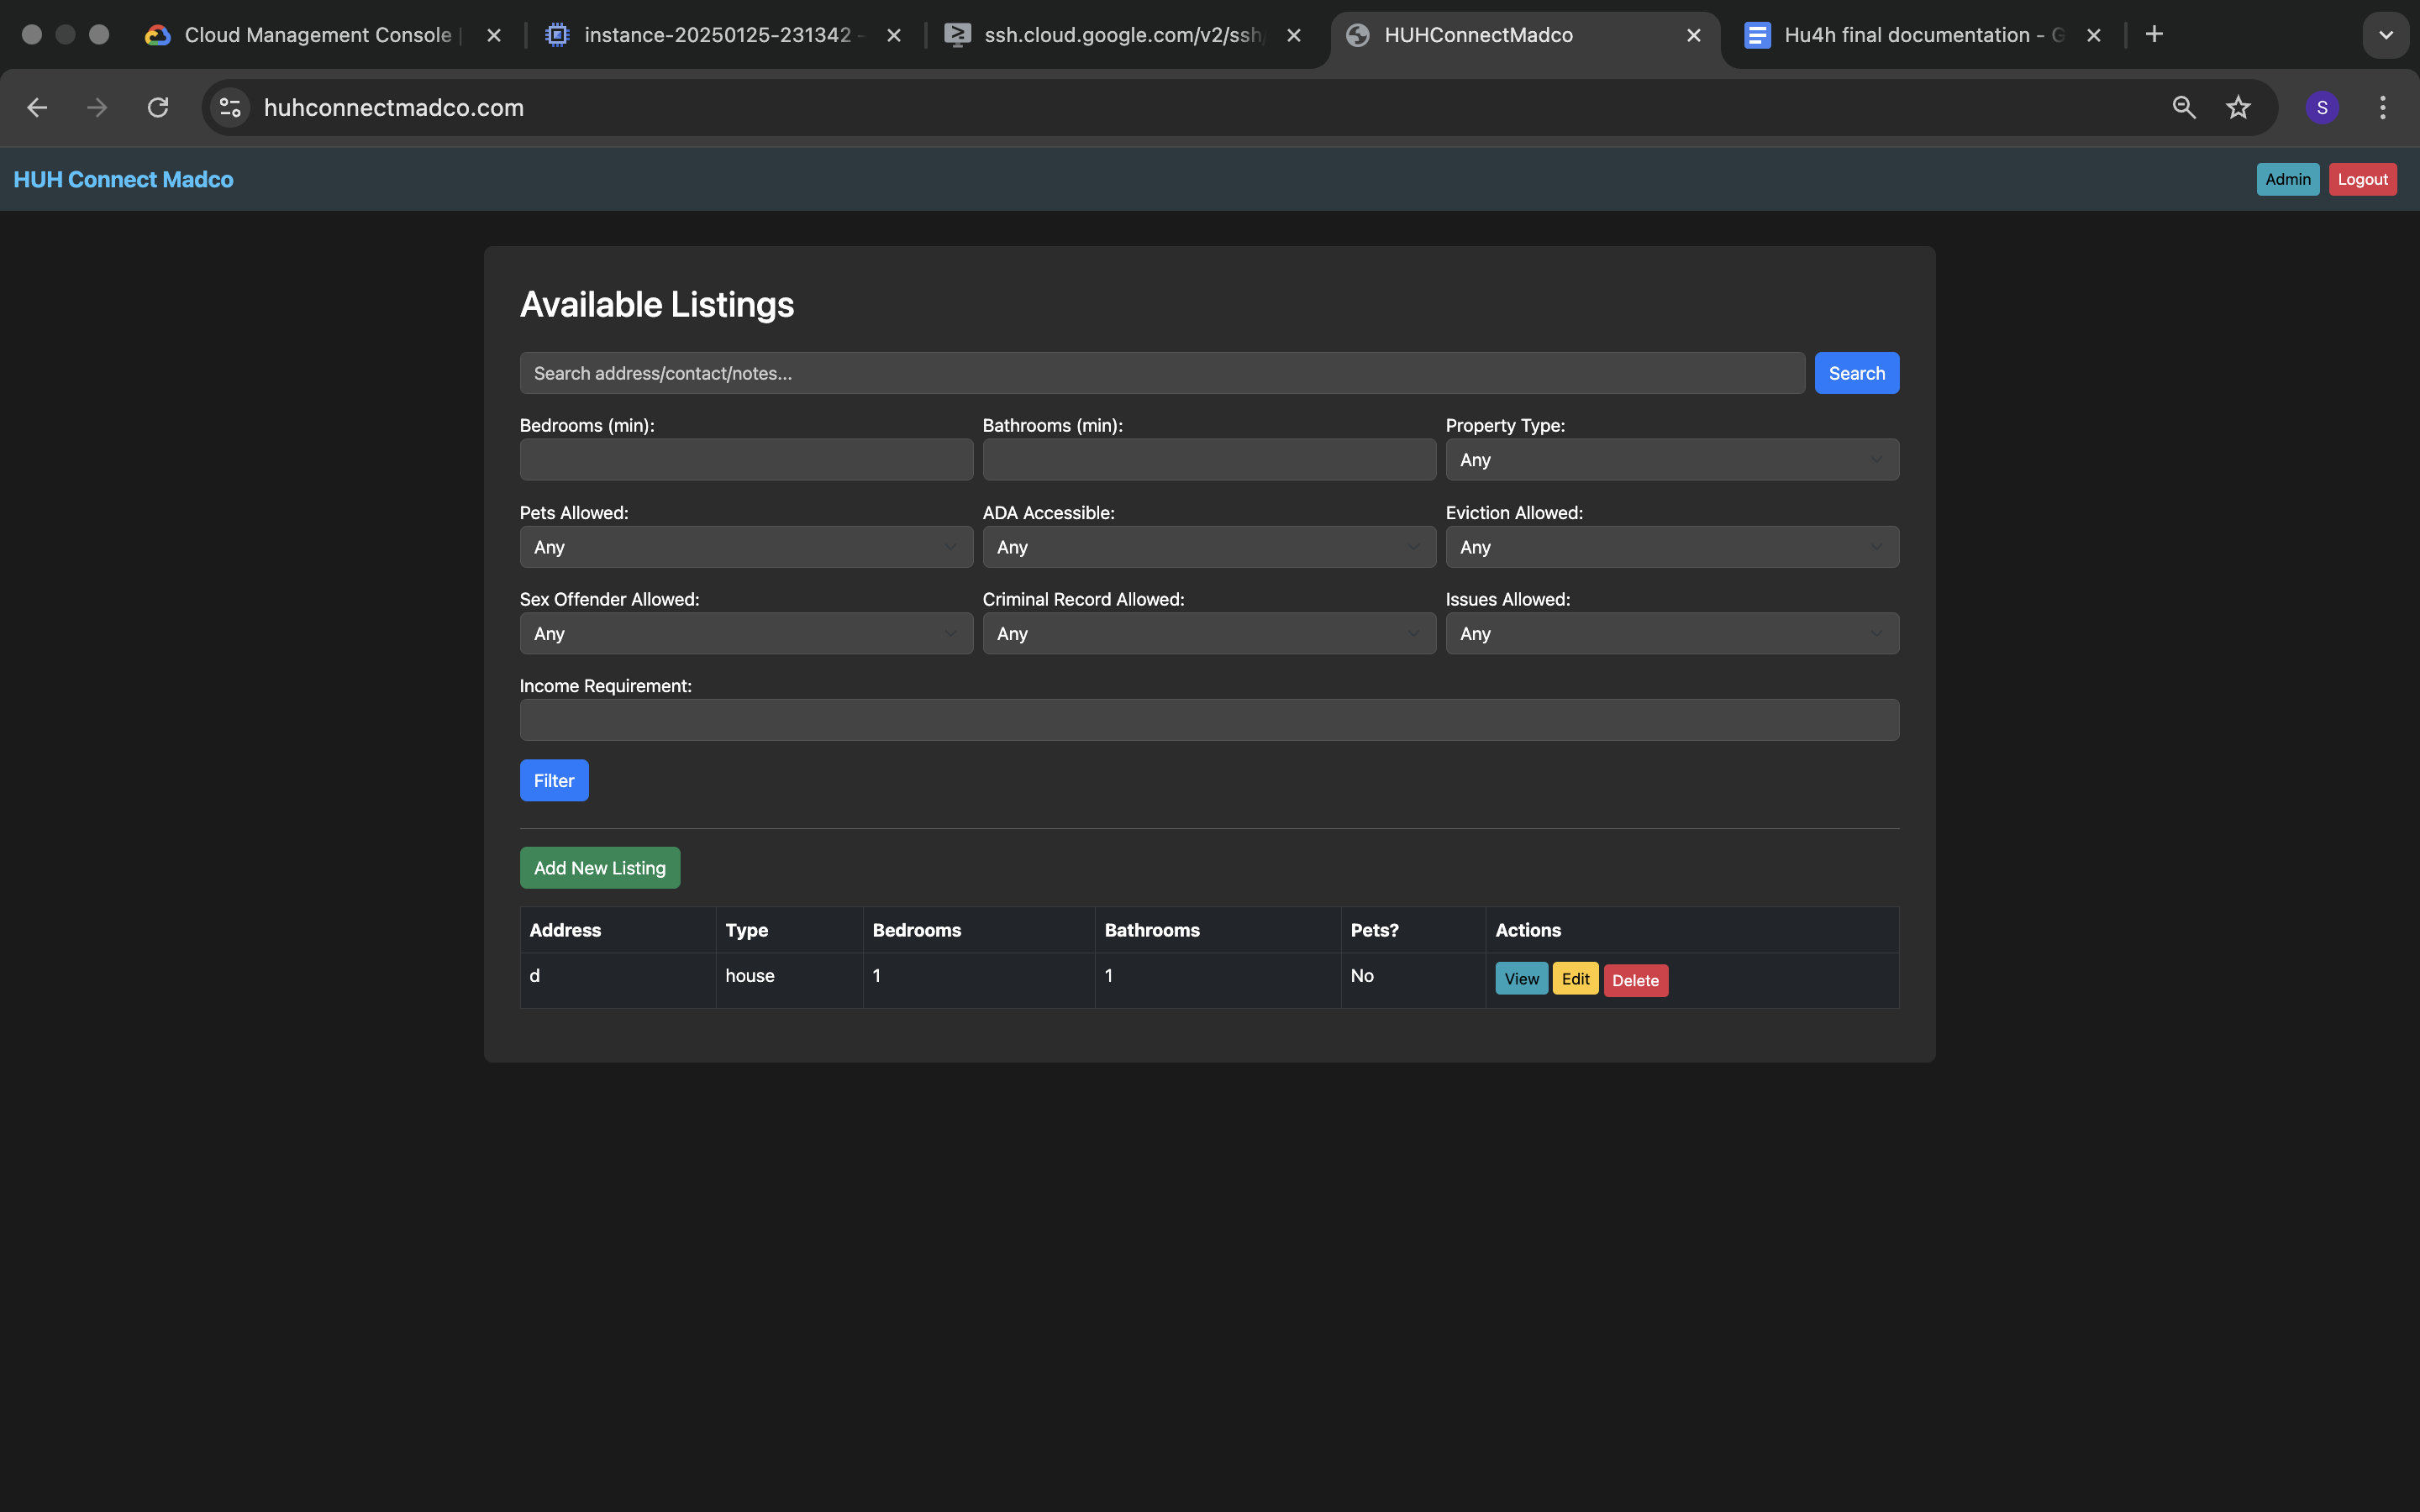 Cloud Management Console
instance-20250125-231342 -
ssh.cloud.google.com/v2/ssh/
HUHConnectMadco
Hu4h final documentation - G
huhconnectmadco.com
S
HUH Connect Madco
Admin
Logout
Available Listings
Search address/contact/notes...
Search
Bedrooms (min):
Bathrooms (min):
Property Type:
Any
Pets Allowed:
ADA Accessible:
Eviction Allowed:
Any
Any
Any
Sex Offender Allowed:
Criminal Record Allowed:
Issues Allowed:
Any
Any
Any
Income Requirement:
Filter
Add New Listing
Address Type Bedrooms Bathrooms Pets? Actions
d house 1 1 No View Edit Delete